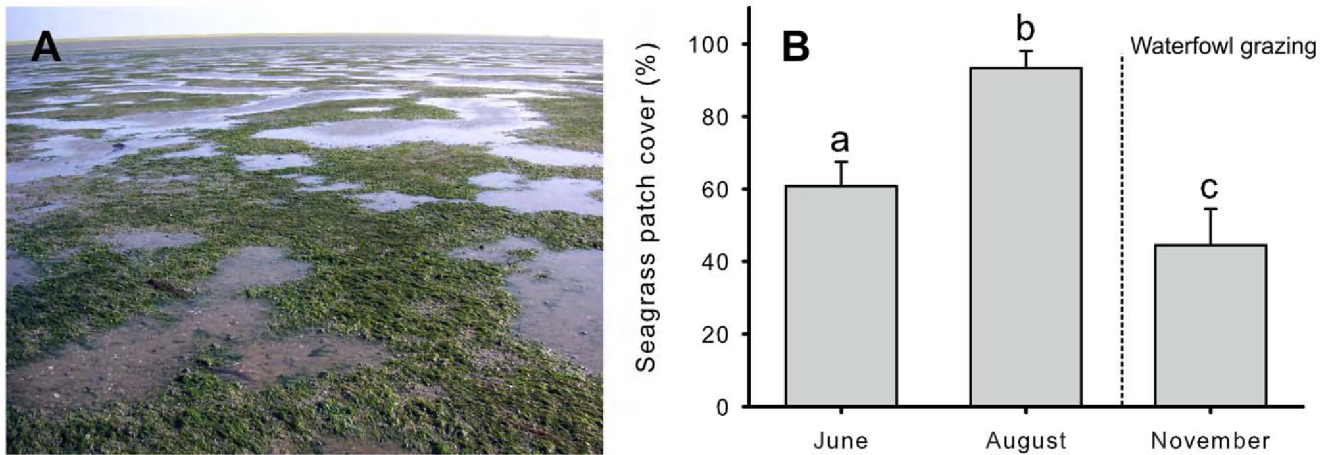 A
B
Waterfowl grazing
Seagrass patch cover (%)
100
80
60
40
20
0
a
b
c
June
August
November